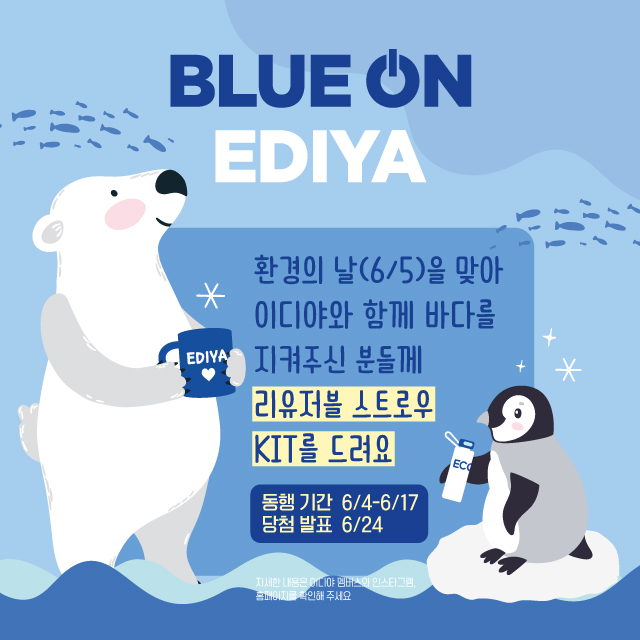 BLUE ON
EDIYA
환경의 날(6/5)을 맞아
이디야와 함께 바다를
지켜주신 분들께
리유저블 스트로우
KIT를 드려요
EDIYA
ECO
동행 기간 6/4-6/17
당첨 발표 6/24
자세한 내용은 이디야 멤버스와 인스타그램,
홈페이지를 확인해 주세요